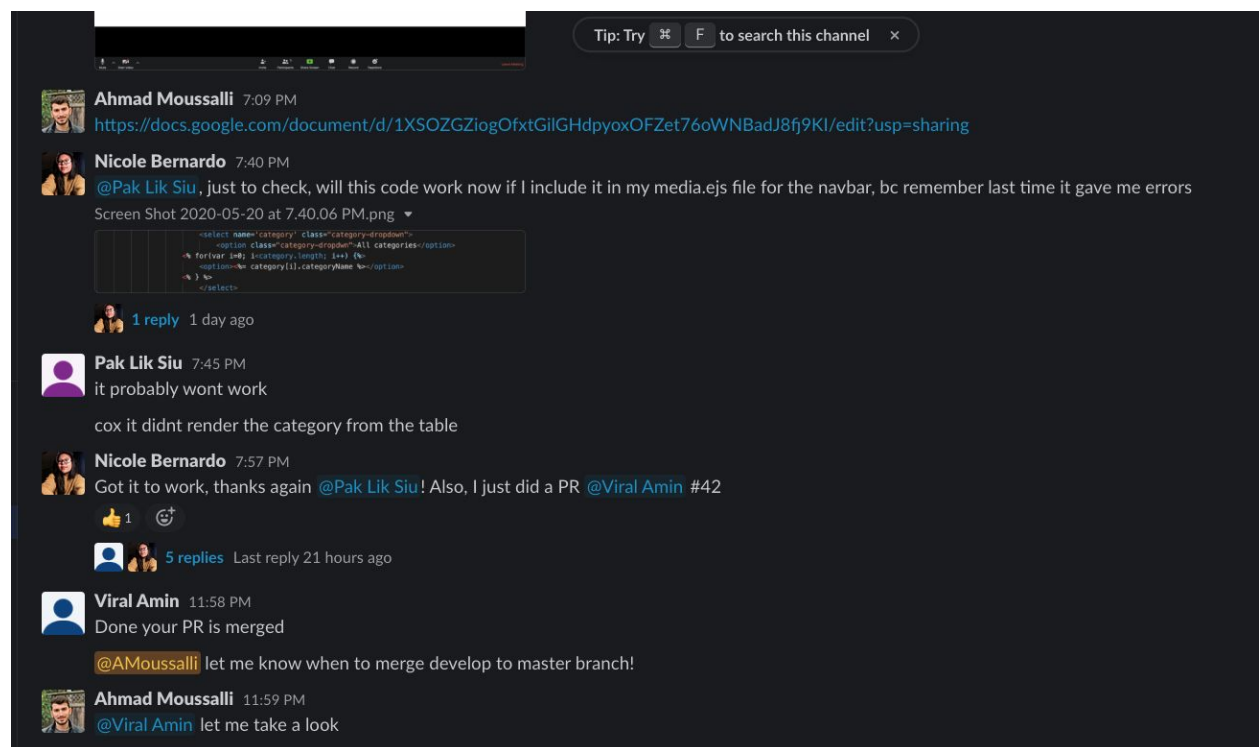 Tip: Try ⌘ F to search this channel ×
Ahmad Moussalli 7:09 PM
https://docs.google.com/document/d/1XSOZGZiogOfxtGilGHdpyoxOFZet76oWNBadJ8fj9KI/edit?usp=sharing
Nicole Bernardo 7:40 PM
@Pak Lik Siu, just to check, will this code work now if I include it in my media.ejs file for the navbar, bc remember last time it gave me errors
Screen Shot 2020-05-20 at 7.40.06 PM.png
<select name='category' class="category-dropdown">
<option class="category-dropdwn">All categories</option>
<% for(var i=0; i<category.length; i++) {%>
<option><%= category[i].categoryName %></option>
<% } %>
</select>
1 reply 1 day ago
Pak Lik Siu 7:45 PM
it probably wont work
cox it didnt render the category from the table
Nicole Bernardo 7:57 PM
Got it to work, thanks again @Pak Lik Siu! Also, I just did a PR @Viral Amin #42
👍 1
5 replies Last reply 21 hours ago
Viral Amin 11:58 PM
Done your PR is merged
@AMoussalli let me know when to merge develop to master branch!
Ahmad Moussalli 11:59 PM
@Viral Amin let me take a look